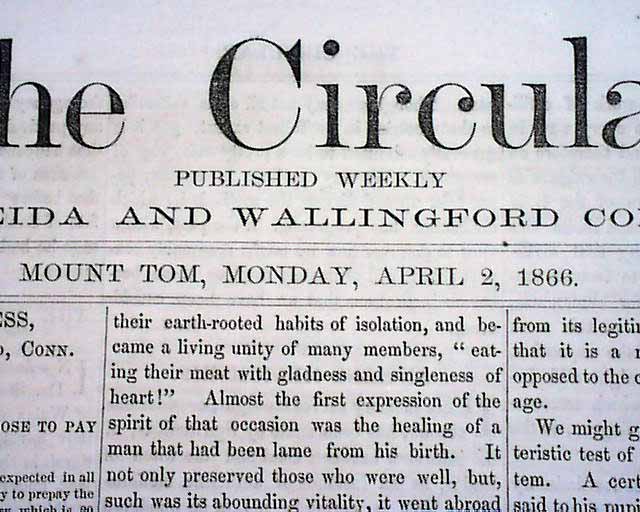 he Circula
PUBLISHED WEEKLY
EIDA AND WALLINGFORD CO
MOUNT TOM, MONDAY, APRIL 2, 1866.
ESS,
, CONN.
OSE TO PAY
expected in all
y to prepay the
which is 20
their earth-rooted habits of isolation, and be-
came a living unity of many members, “ eat-
ing their meat with gladness and singleness of
heart!” Almost the first expression of the
spirit of that occasion was the healing of a
man that had been lame from his birth. It
not only preserved those who were well, but,
such was its abounding vitality, it went abroad
from its legitin
that it is a
opposed to the c
age.
We might g
teristic test of
tem. A cert
said to his pupi